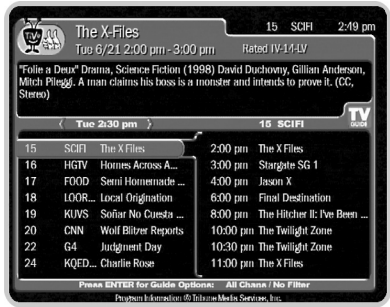 TiVo
The X-Files 15 SCIFI 2:49 pm
Tue 6/21 2:00 pm - 3:00 pm Rated TV-14-LV
"Folie a Deux" Drama, Science Fiction (1998) David Duchovny, Gillian Anderson,
Mitch Pileggi. A man claims his boss is a monster and intends to prove it. (CC,
Stereo)
TV
GUIDE
Tue 2:30 pm 15 SCIFI
15 SCIFI The X Files 2:00 pm The X Files
16 HGTV Homes Across A... 3:00 pm Stargate SG 1
17 FOOD Semi Homemade ... 4:00 pm Jason X
18 LOOR... Local Origination 6:00 pm Final Destination
19 KUVS Soñar No Cuesta ... 8:00 pm The Hitcher II: I've Been ...
20 CNN Wolf Blitzer Reports 10:00 pm The Twilight Zone
22 G4 Judgment Day 10:30 pm The Twilight Zone
24 KQED... Charlie Rose 11:00 pm The X Files
Press ENTER for Guide Options: All Chans / No Filter
Program Information © Tribune Media Services, Inc.